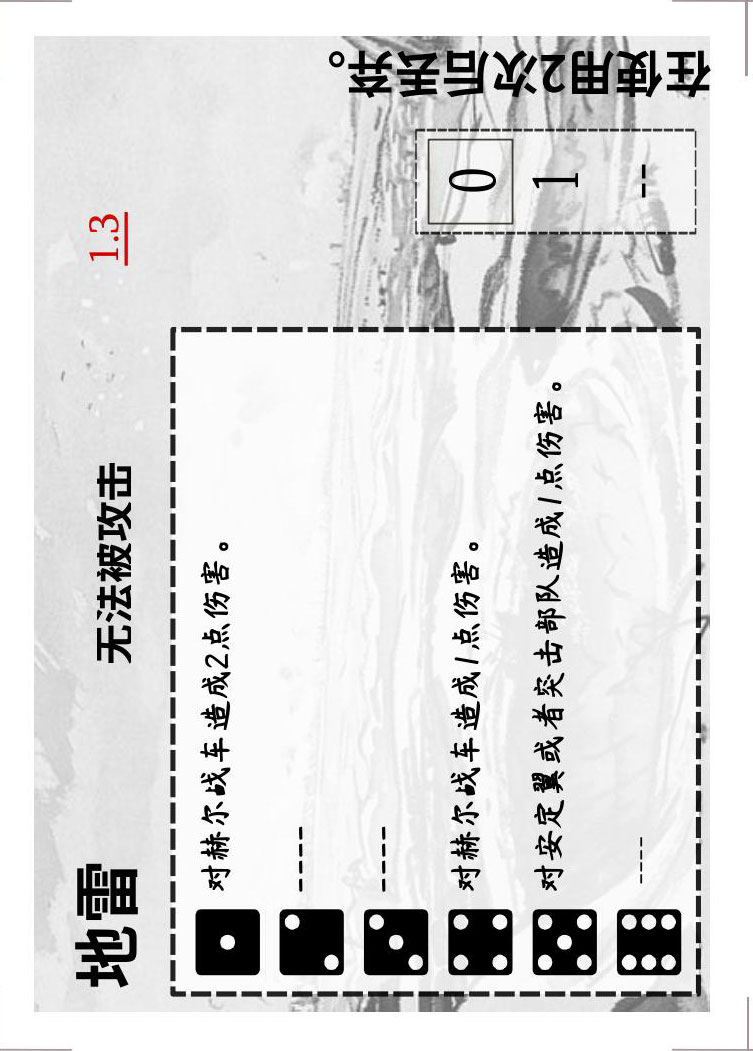 地雷
无法被攻击
1.3
对赫尔战车造成2点伤害。
-----
-----
对赫尔战车造成1点伤害。
对安定翼或者突击部队造成1点伤害。
-----
0
1
--
在使用2次后丢弃。